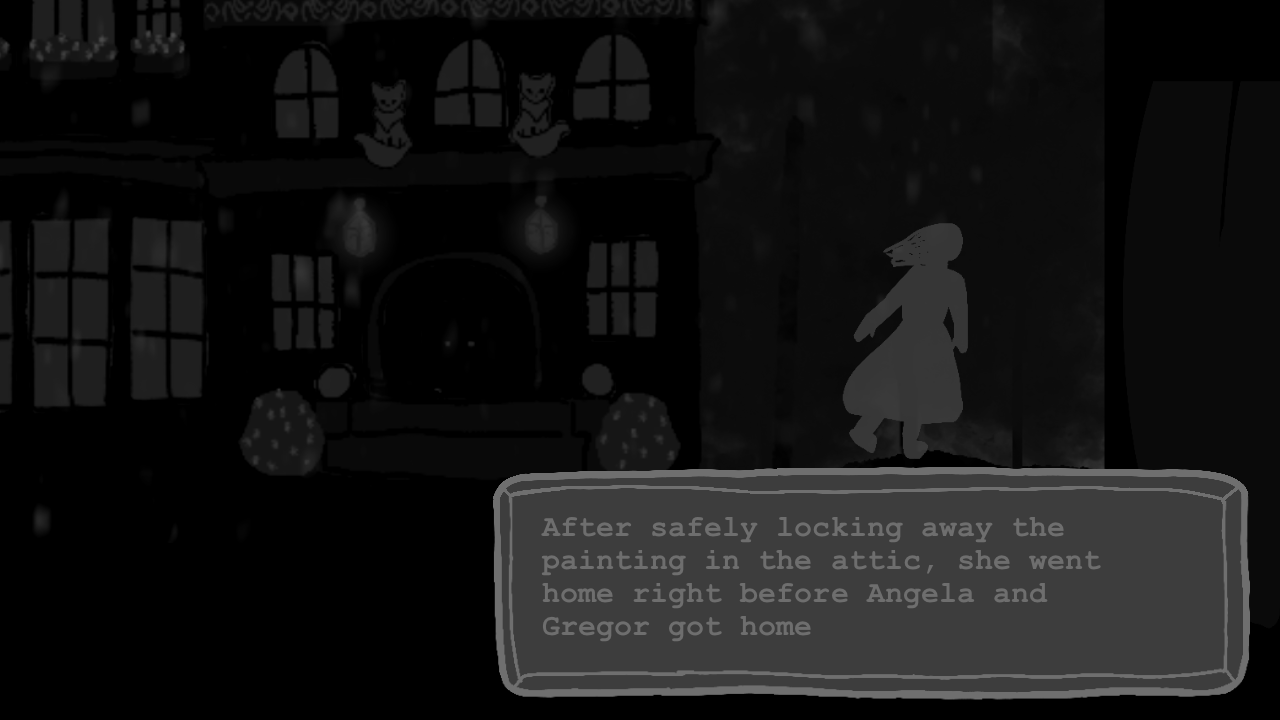 After safely locking away the
painting in the attic, she went
home right before Angela and
Gregor got home